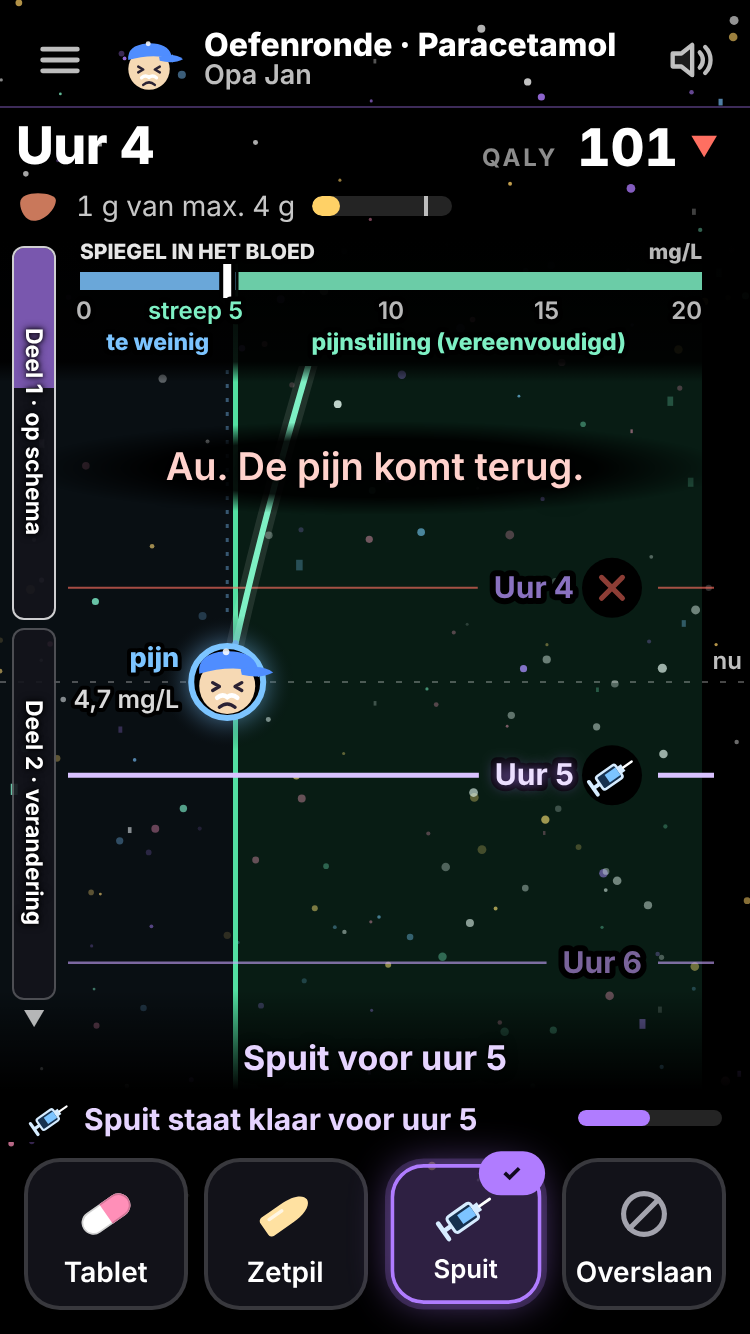 Oefenronde · Paracetamol
Opa Jan
Uur 4
QALY 101
1 g van max. 4 g
SPIEGEL IN HET BLOED mg/L
0 streep 5 10 15 20
te weinig pijnstilling (vereenvoudigd)
Deel 1 · op schema
Au. De pijn komt terug.
Uur 4
pijn
nu
4,7 mg/L
Deel 2 · verandering
Uur 5
Uur 6
Spuit voor uur 5
Spuit staat klaar voor uur 5
Tablet Zetpil Spuit Overslaan